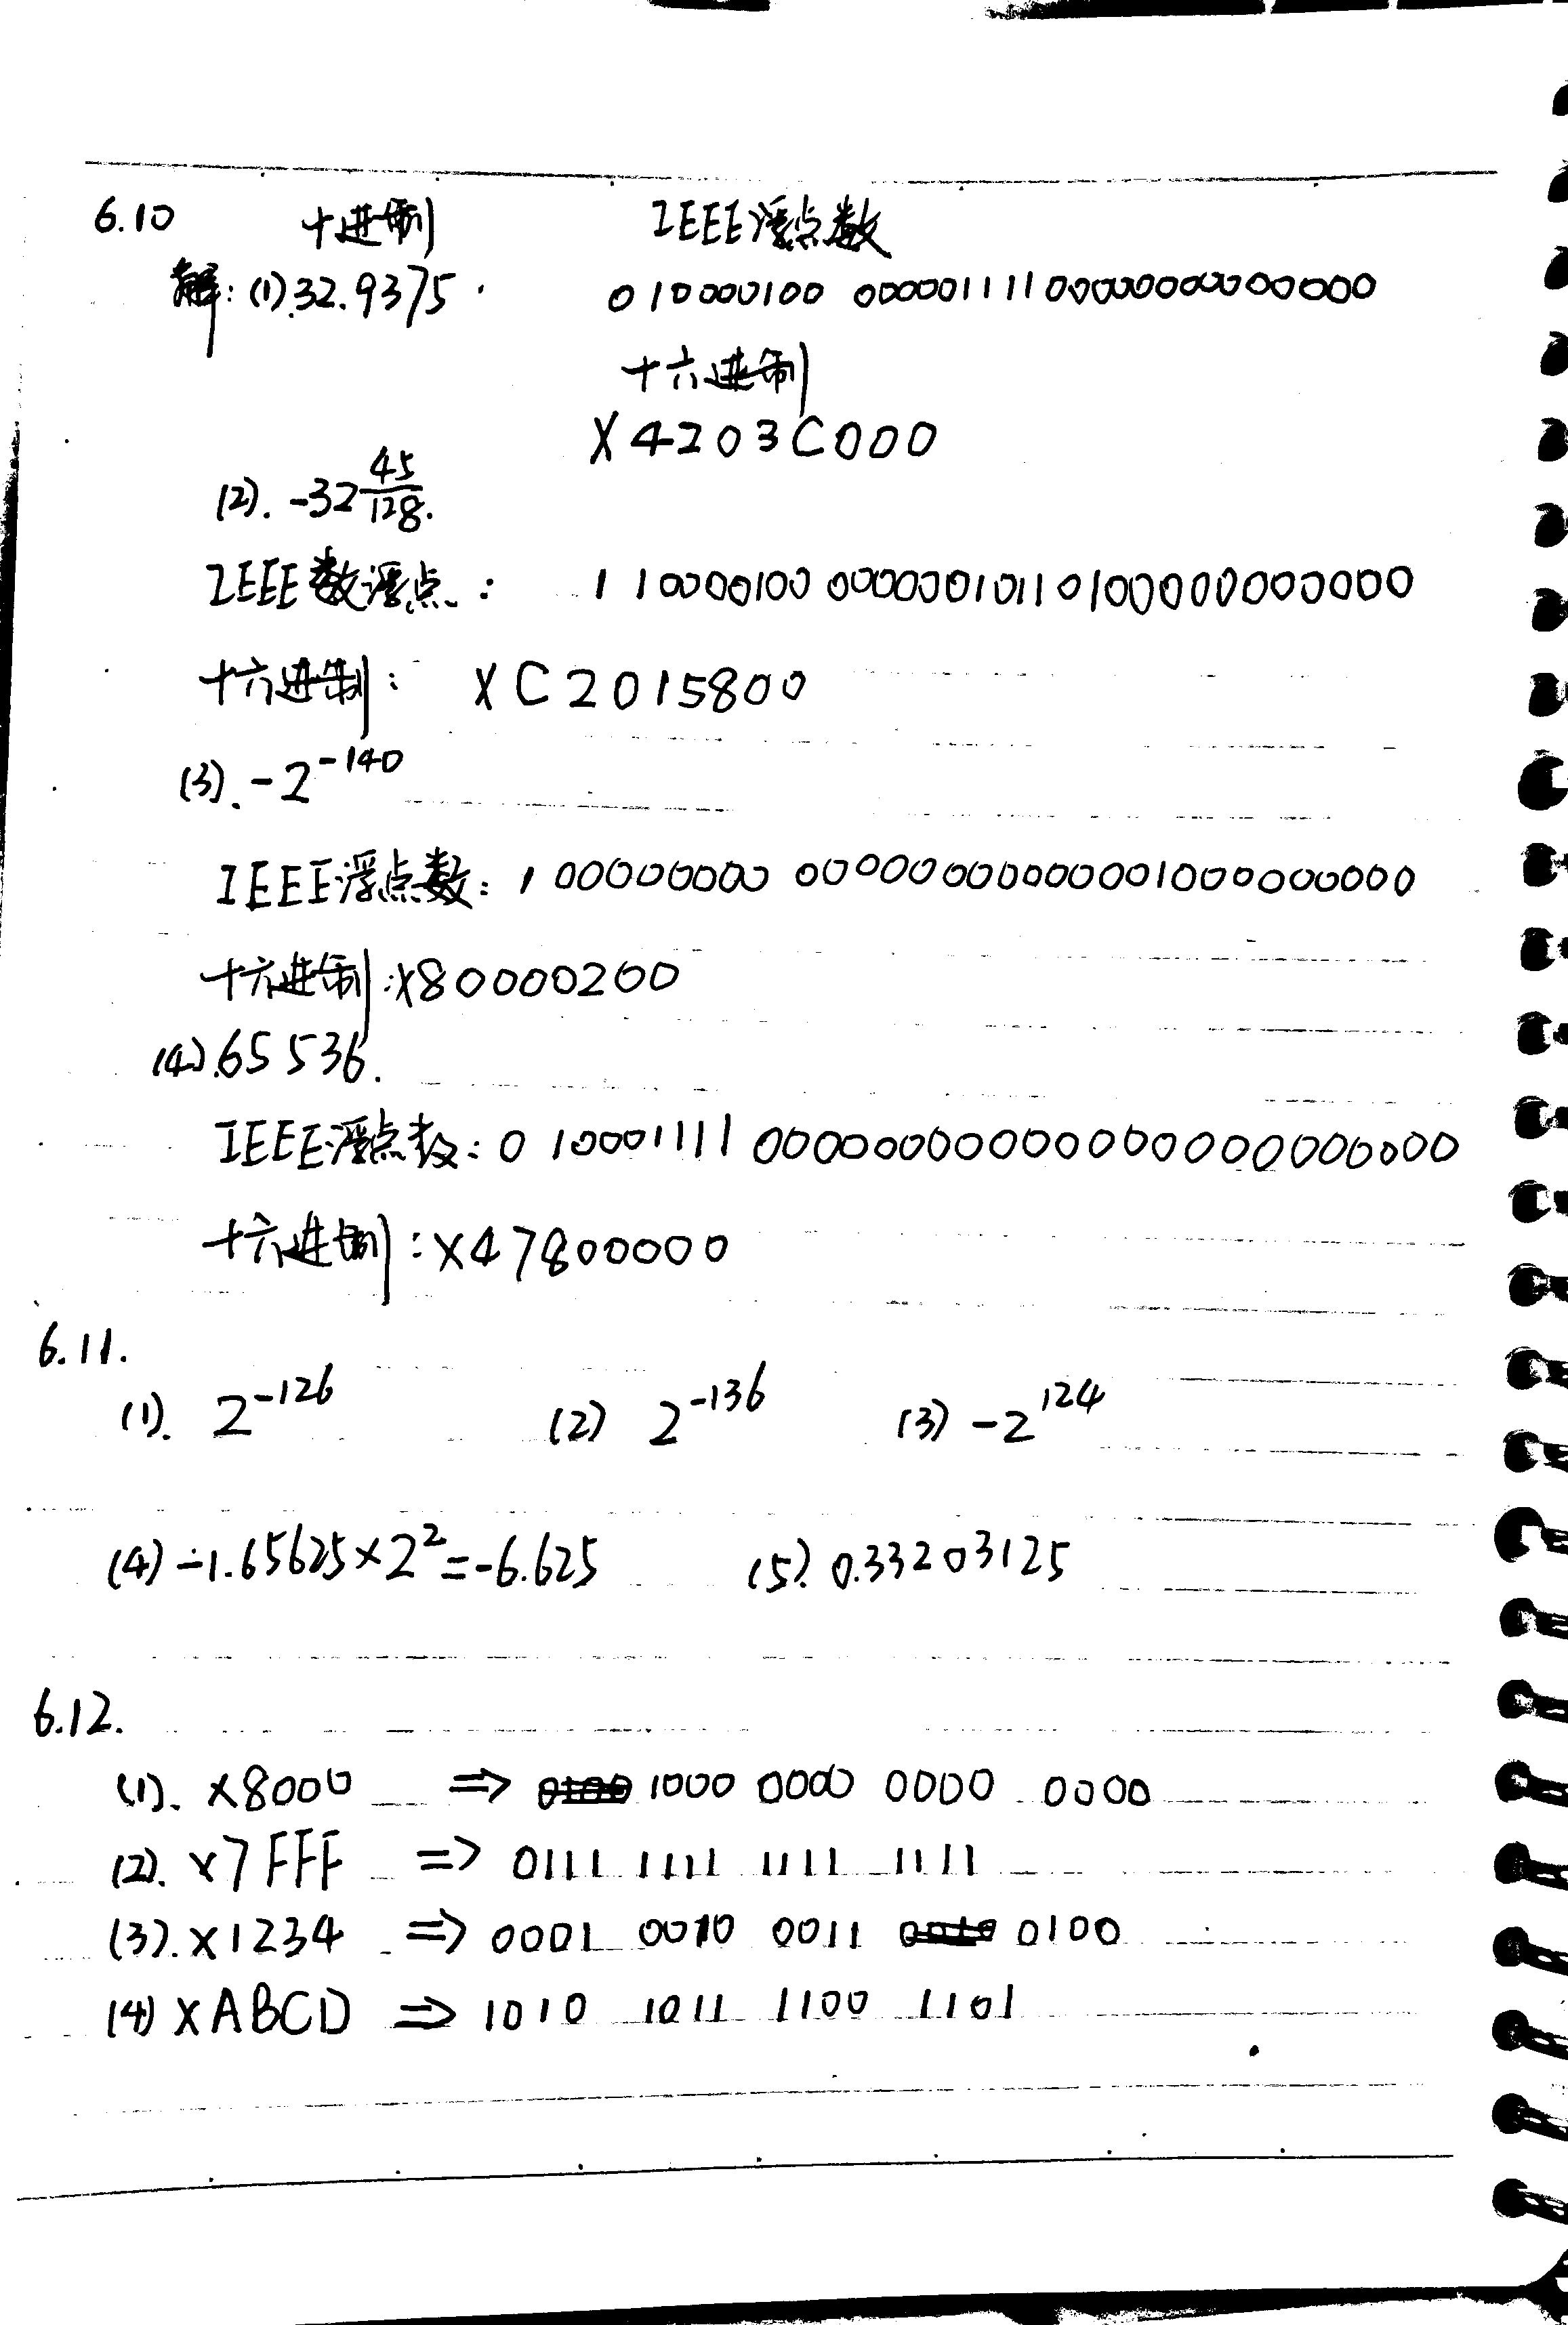 6.10 十进制 IEEE浮点数
解:(1).32.9375. 0 10000100 00000111100000000000000
十六进制
X4203C000
(2). -32 45/128.
IEEE数浮点: 1 10000100 00000010110100000000000
十六进制: XC2015800
(3). -2^-140
IEEE浮点数: 1 00000000 00000000000001000000000
十六进制:X80000200
(4).65536.
IEEE浮点数: 0 10001111 00000000000000000000000
十六进制:X47800000
6.11.
(1). 2^-126 (2) 2^-136 (3) -2^124
(4) -1.65625×2^2=-6.625 (5). 0.33203125
6.12.
(1). X8000 => 1000 0000 0000 0000
(2). X7FFF => 0111 1111 1111 1111
(3).X1234 => 0001 0010 0011 0100
(4) XABCD => 1010 1011 1100 1101